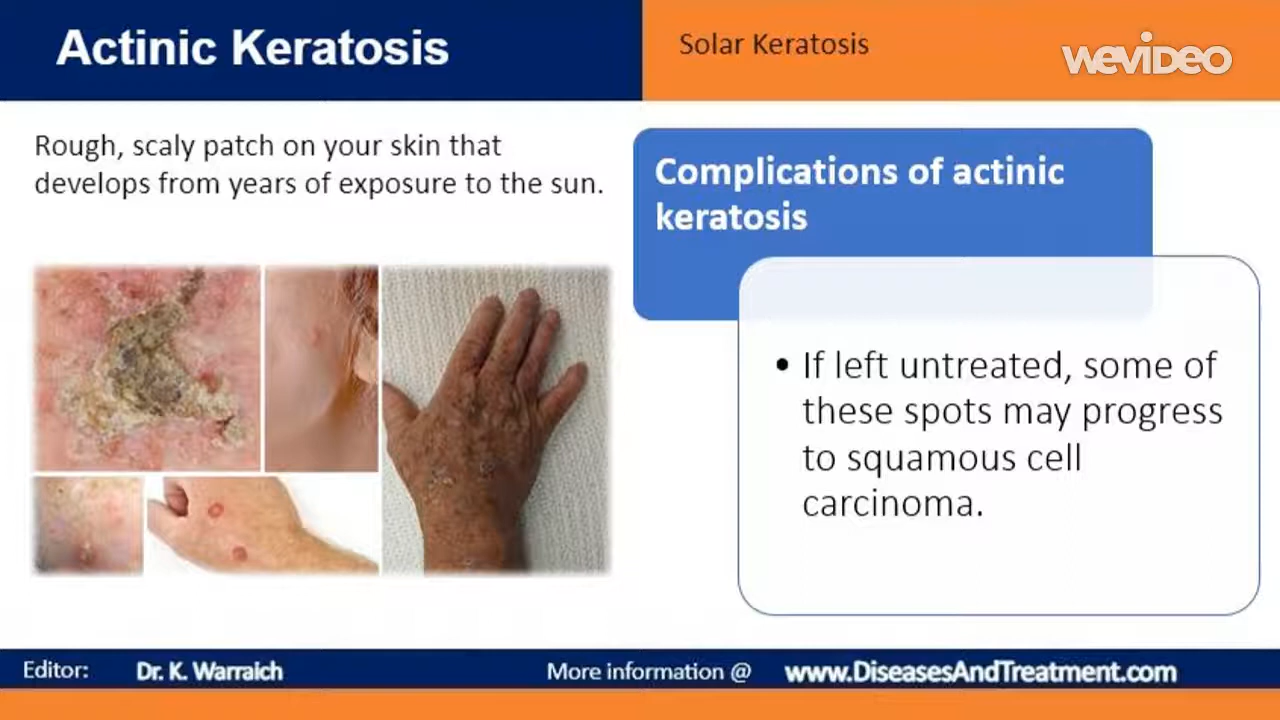 Actinic Keratosis
Solar Keratosis
WEVIDEO
Rough, scaly patch on your skin that
develops from years of exposure to the sun.
Complications of actinic
keratosis
• If left untreated, some of
these spots may progress
to squamous cell
carcinoma.
Editor: Dr. K. Warraich
More information @ www.DiseasesAndTreatment.com